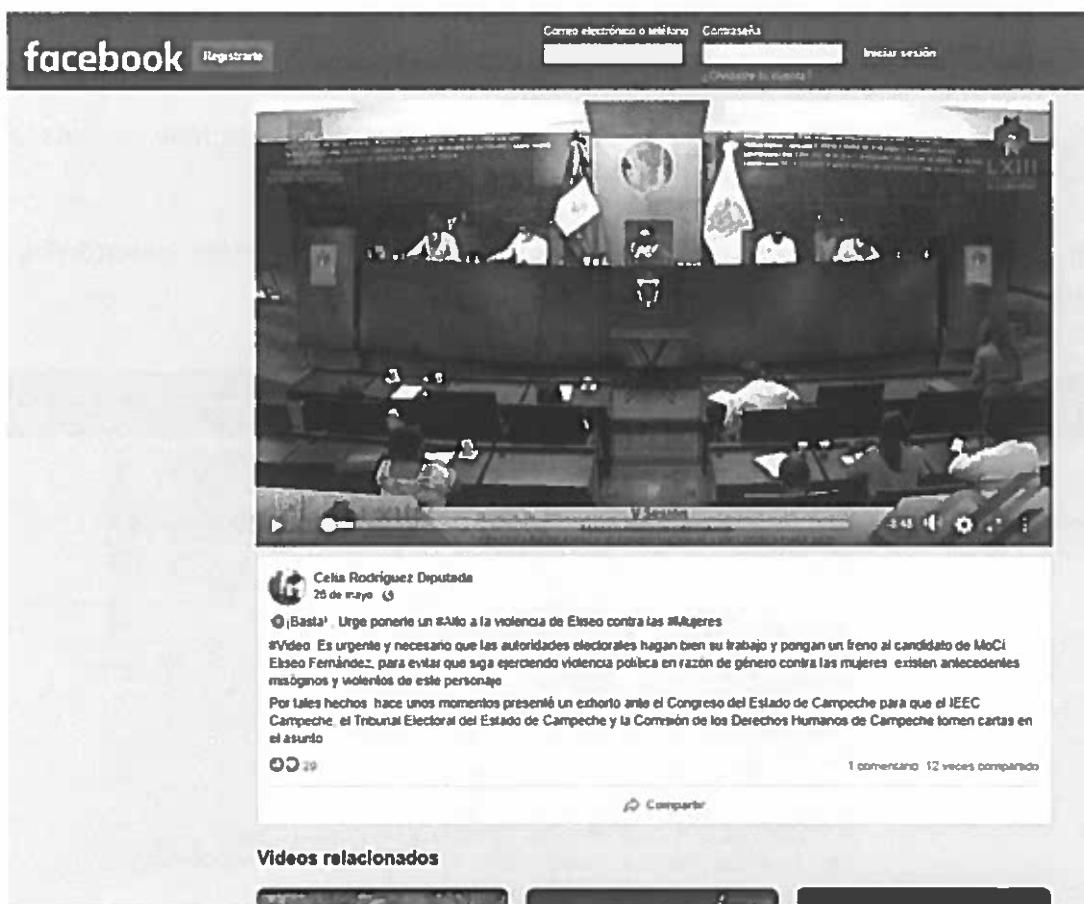 facebook
Registrarte
Correo electrónico o teléfono
Contraseña
Iniciar sesión
¿Olvidaste tu cuenta?
LXIII
V Sesión
-3:48
Celia Rodríguez Diputada
26 de mayo
¡Basta! . Urge ponerle un #Alto a la violencia de Eliseo contra las #Mujeres
#Video Es urgente y necesario que las autoridades electorales hagan bien su trabajo y pongan un freno al candidato de MoCi
Eliseo Fernández, para evitar que siga ejerciendo violencia política en razón de género contra las mujeres existen antecedentes
misóginos y violentos de este personaje
Por tales hechos hace unos momentos presenté un exhorto ante el Congreso del Estado de Campeche para que el IEEC
Campeche, el Tribunal Electoral del Estado de Campeche y la Comisión de los Derechos Humanos de Campeche tomen cartas en
el asunto
29
1 comentario 12 veces compartido
Compartir
Videos relacionados